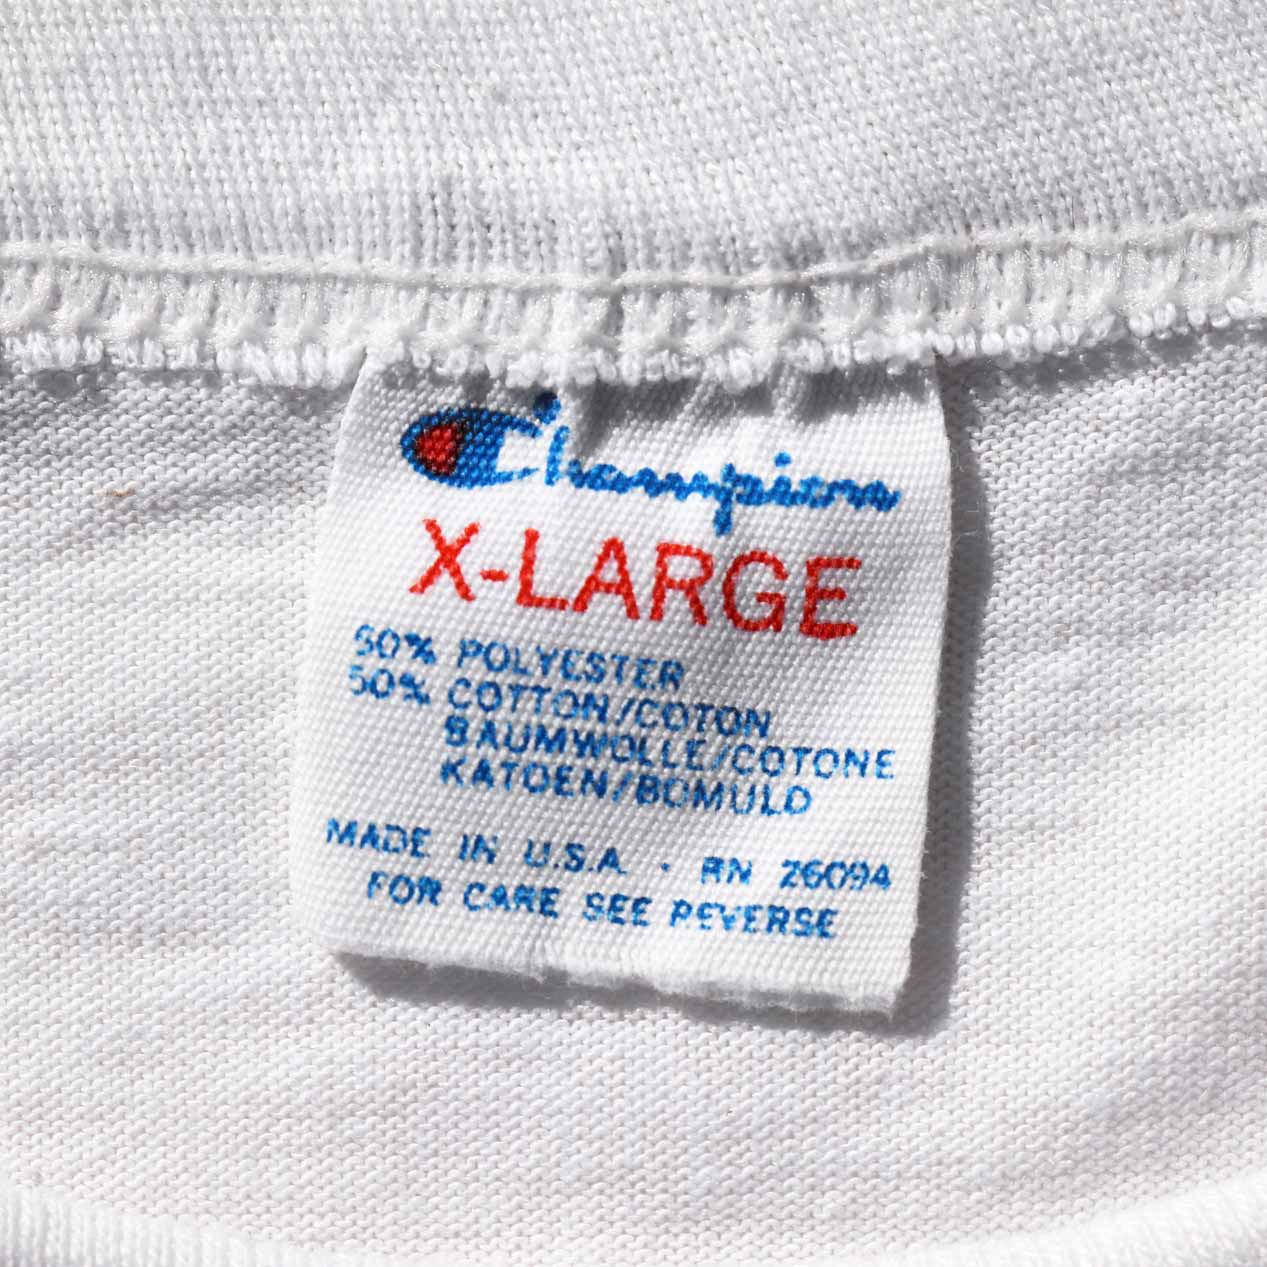 Champion
X-LARGE
50% POLYESTER
50% COTTON/COTON
BAUMWOLLE/COTONE
KATOEN/BOMULD
MADE IN U.S.A. · RN 26094
FOR CARE SEE REVERSE